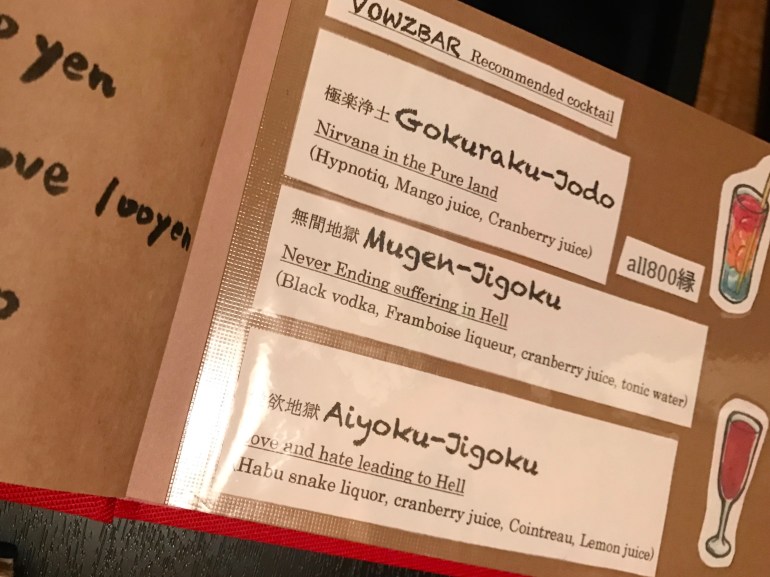 yen
love 100yen
VOWZBAR Recommended cocktail
極楽浄土 Gokuraku-Jodo
Nirvana in the Pure land
(Hypnotiq, Mango juice, Cranberry juice)
無間地獄 Mugen-Jigoku
Never Ending suffering in Hell
(Black vodka, Framboise liqueur, cranberry juice, tonic water)
all800縁
欲地獄 Aiyoku-Jigoku
ove and hate leading to Hell
(Habu snake liquor, cranberry juice, Cointreau, Lemon juice)